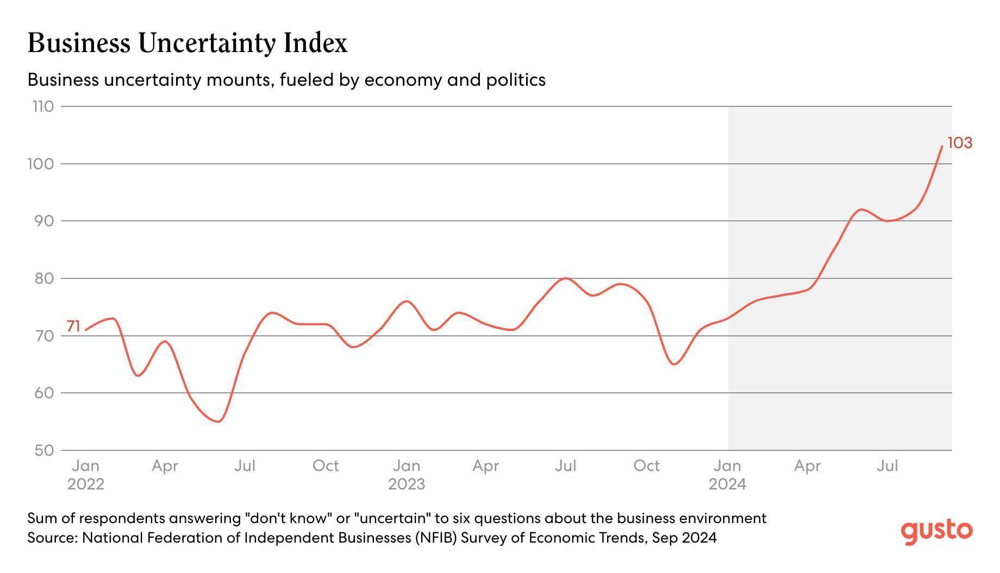 Business Uncertainty Index
Business uncertainty mounts, fueled by economy and politics
110
100
90
80
70
60
50
71
103
Jan Apr Jul Oct Jan Apr Jul Oct Jan Apr Jul
2022 2023 2024
Sum of respondents answering "don't know" or "uncertain" to six questions about the business environment
Source: National Federation of Independent Businesses (NFIB) Survey of Economic Trends, Sep 2024
gusto